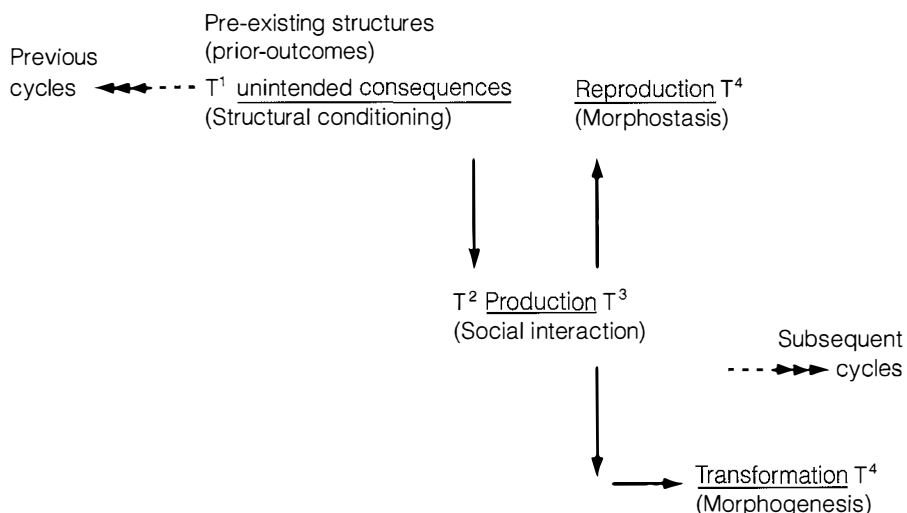 Pre-existing structures
(prior-outcomes)
Previous
cycles
T¹ unintended consequences
(Structural conditioning)
Reproduction T⁴
(Morphostasis)
T² Production T³
(Social interaction)
Subsequent
cycles
Transformation T⁴
(Morphogenesis)